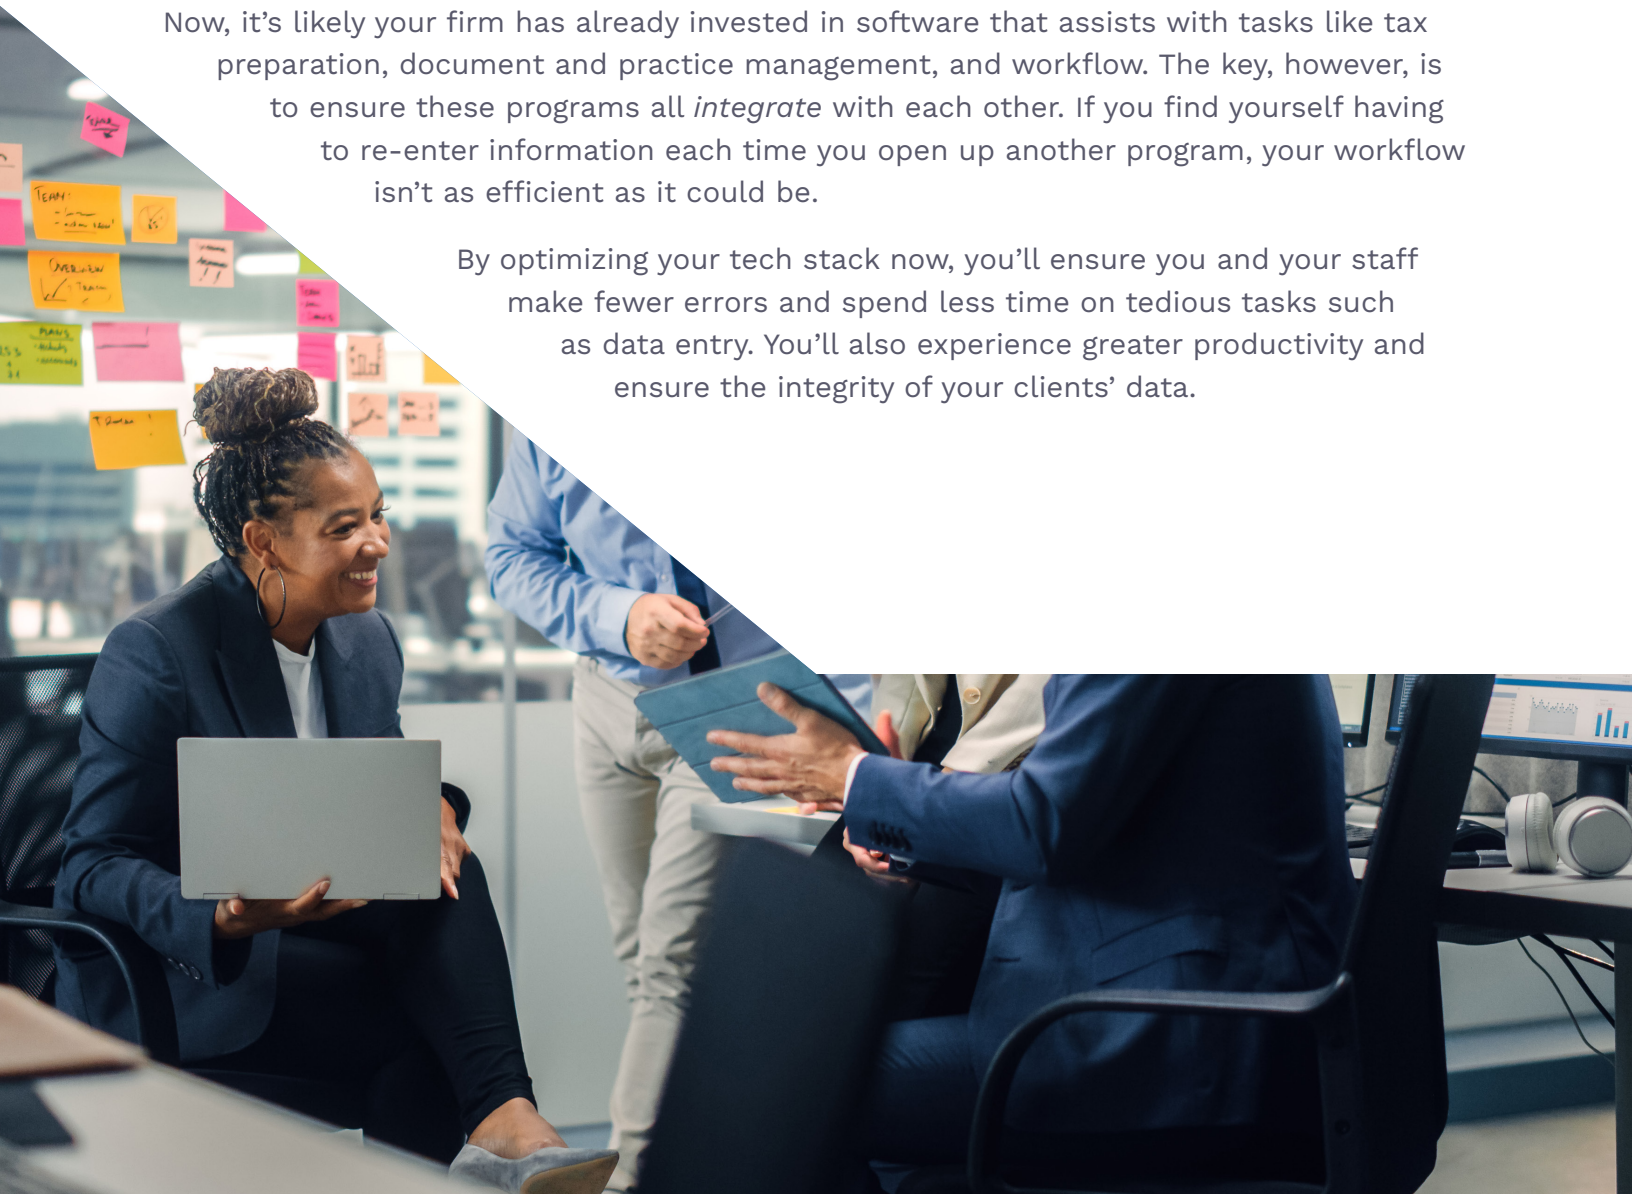 Now, it’s likely your firm has already invested in software that assists with tasks like tax
preparation, document and practice management, and workflow. The key, however, is
to ensure these programs all integrate with each other. If you find yourself having
to re-enter information each time you open up another program, your workflow
isn’t as efficient as it could be.
By optimizing your tech stack now, you’ll ensure you and your staff
make fewer errors and spend less time on tedious tasks such
as data entry. You’ll also experience greater productivity and
ensure the integrity of your clients’ data.
TEAM:
OVERVIEW
PLANS